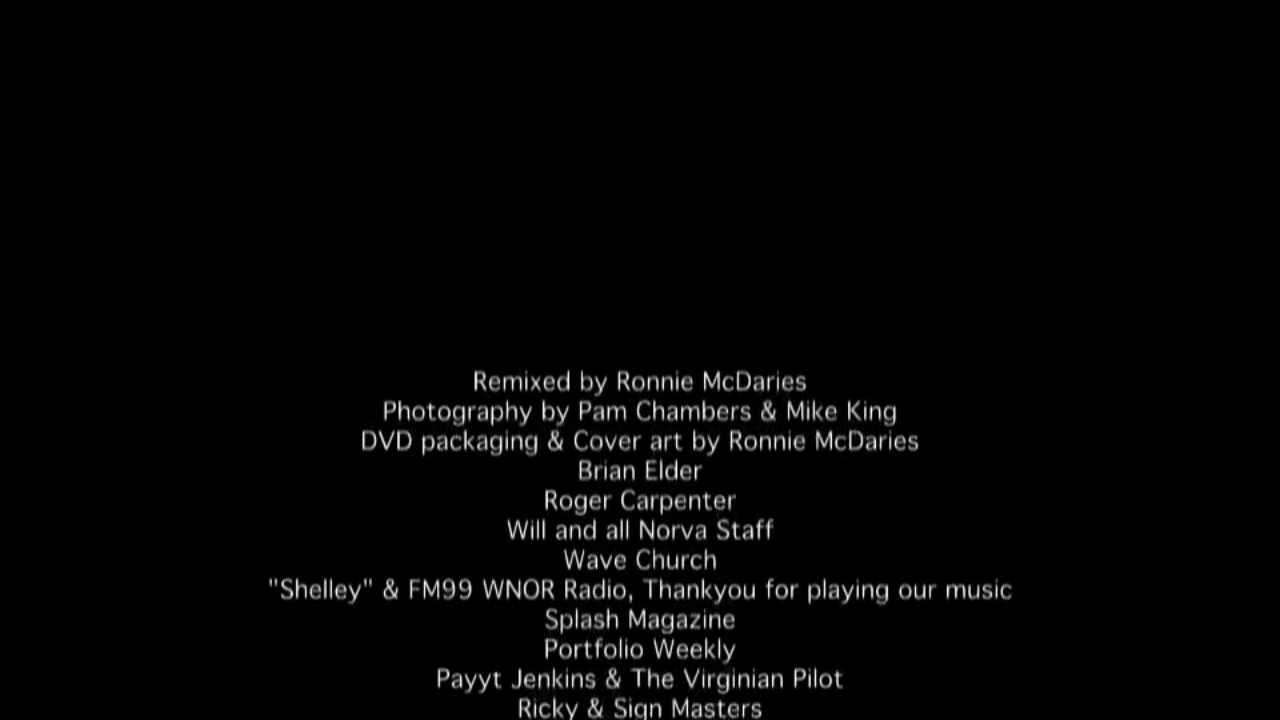 Remixed by Ronnie McDaries
Photography by Pam Chambers & Mike King
DVD packaging & Cover art by Ronnie McDaries
Brian Elder
Roger Carpenter
Will and all Norva Staff
Wave Church
"Shelley" & FM99 WNOR Radio, Thankyou for playing our music
Splash Magazine
Portfolio Weekly
Payyt Jenkins & The Virginian Pilot
Ricky & Sign Masters